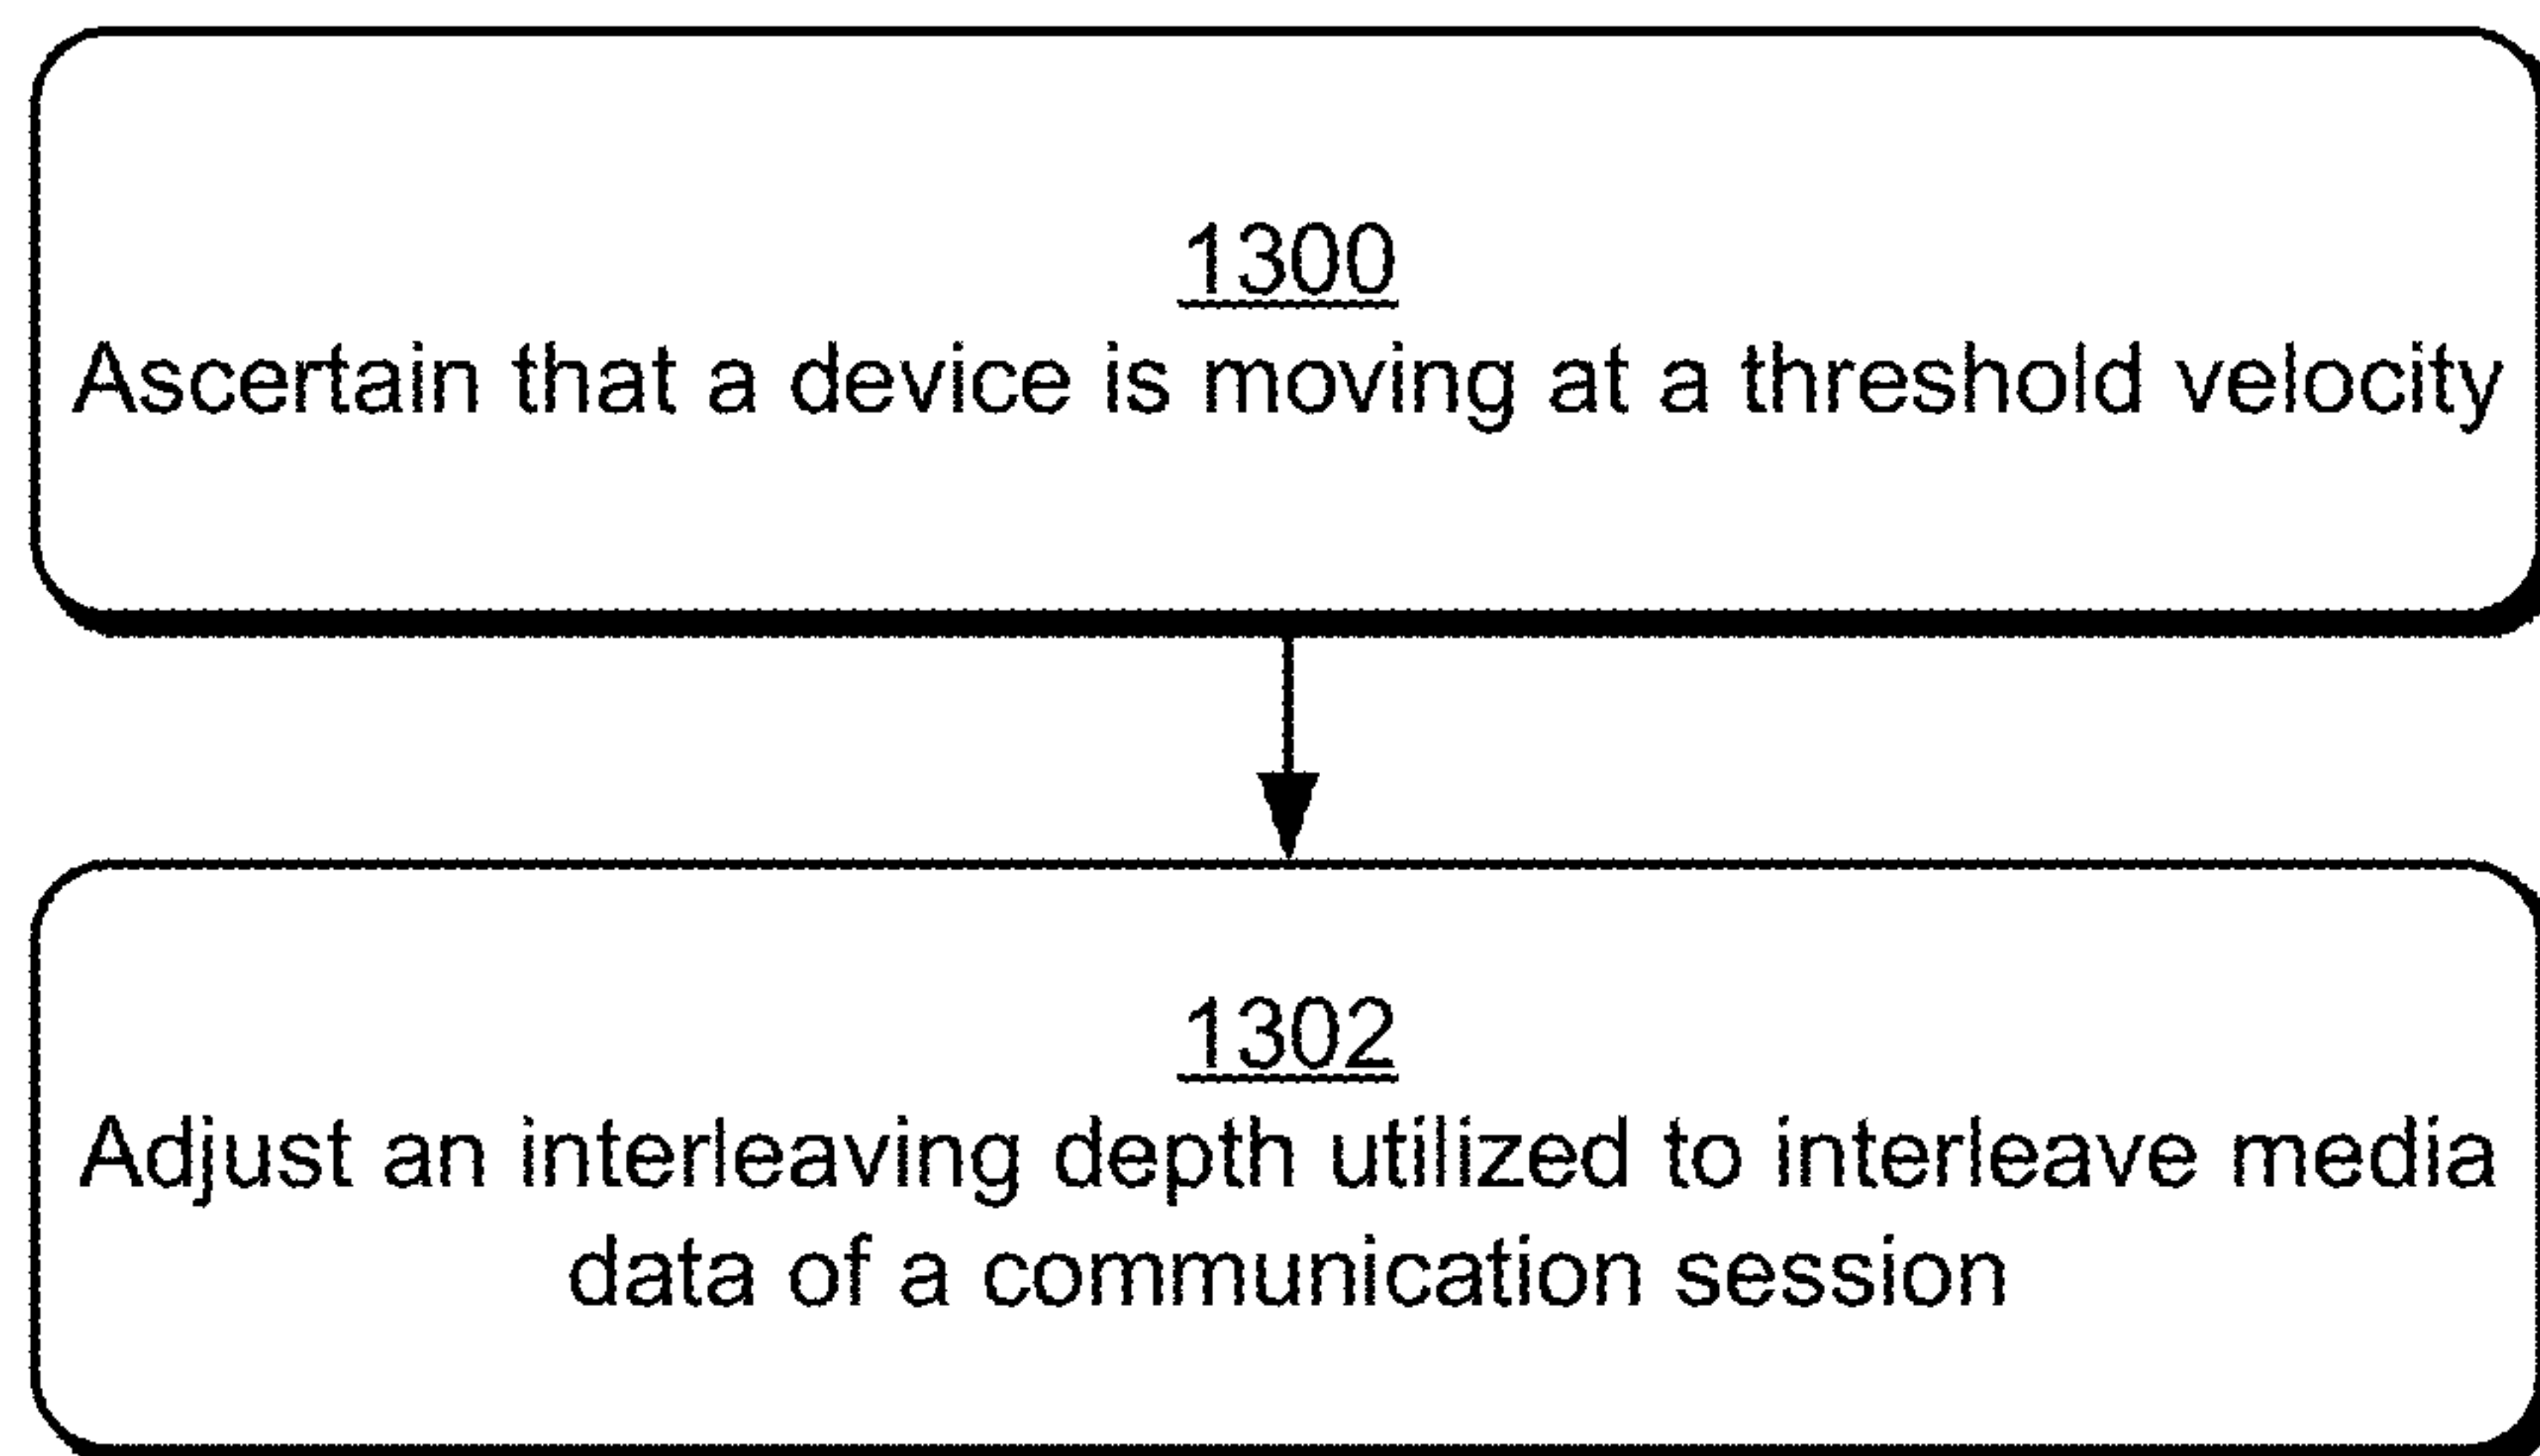 1300
Ascertain that a device is moving at a threshold velocity
1302
Adjust an interleaving depth utilized to interleave media
data of a communication session